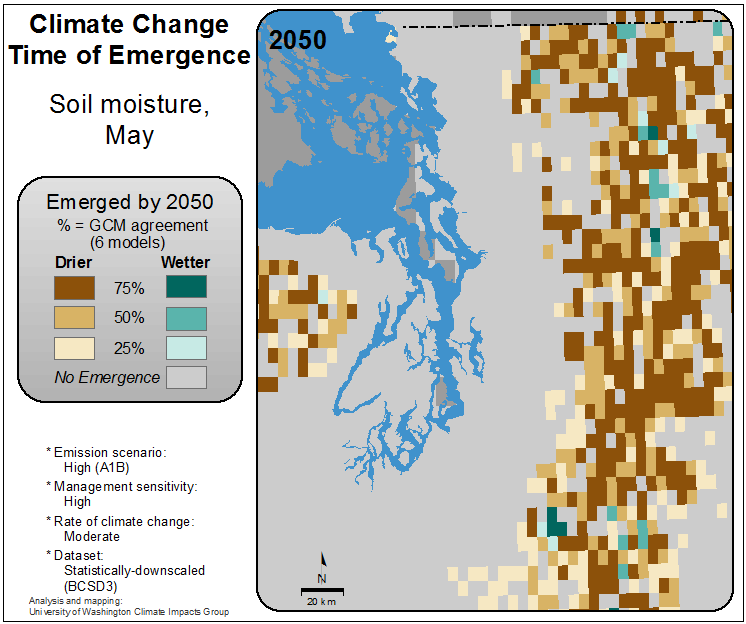 Climate Change
Time of Emergence
Soil moisture,
May
Emerged by 2050
% = GCM agreement
(6 models)
Drier Wetter
75%
50%
25%
No Emergence
* Emission scenario:
High (A1B)
* Management sensitivity:
High
* Rate of climate change:
Moderate
* Dataset:
Statistically-downscaled
(BCSD3)
Analysis and mapping:
University of Washington Climate Impacts Group
2050
N
20 km